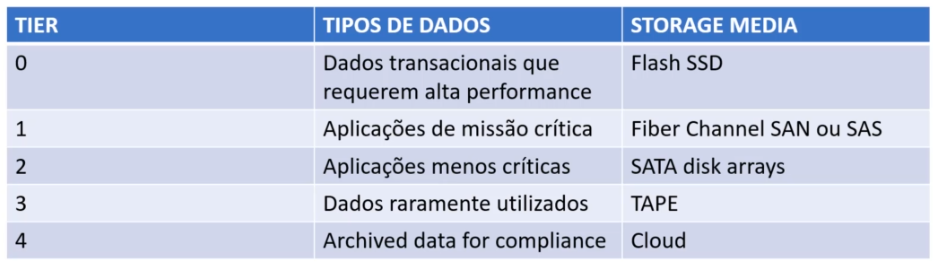 TIER TIPOS DE DADOS STORAGE MEDIA
0 Dados transacionais que Flash SSD
requerem alta performance
1 Aplicações de missão crítica Fiber Channel SAN ou SAS
2 Aplicações menos críticas SATA disk arrays
3 Dados raramente utilizados TAPE
4 Archived data for compliance Cloud